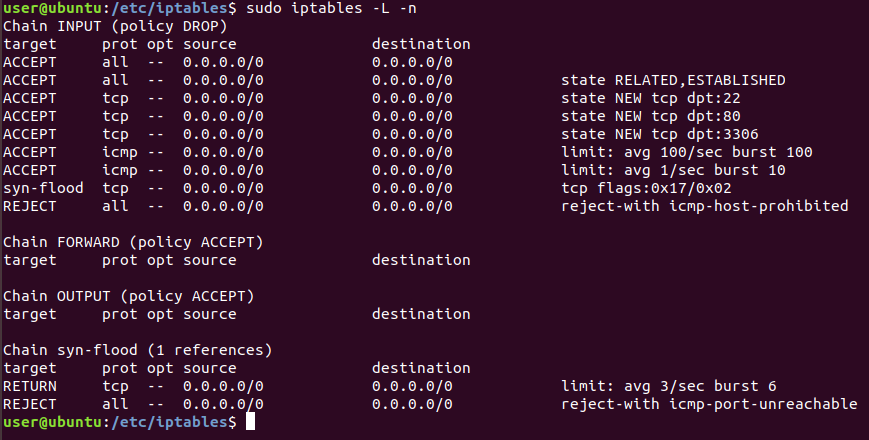 user@ubuntu:/etc/iptables$ sudo iptables -L -n
Chain INPUT (policy DROP)
target     prot opt source               destination
ACCEPT     all  --  0.0.0.0/0            0.0.0.0/0
ACCEPT     all  --  0.0.0.0/0            0.0.0.0/0            state RELATED,ESTABLISHED
ACCEPT     tcp  --  0.0.0.0/0            0.0.0.0/0            state NEW tcp dpt:22
ACCEPT     tcp  --  0.0.0.0/0            0.0.0.0/0            state NEW tcp dpt:80
ACCEPT     tcp  --  0.0.0.0/0            0.0.0.0/0            state NEW tcp dpt:3306
ACCEPT     icmp --  0.0.0.0/0            0.0.0.0/0            limit: avg 100/sec burst 100
ACCEPT     icmp --  0.0.0.0/0            0.0.0.0/0            limit: avg 1/sec burst 10
syn-flood  tcp  --  0.0.0.0/0            0.0.0.0/0            tcp flags:0x17/0x02
REJECT     all  --  0.0.0.0/0            0.0.0.0/0            reject-with icmp-host-prohibited

Chain FORWARD (policy ACCEPT)
target     prot opt source               destination

Chain OUTPUT (policy ACCEPT)
target     prot opt source               destination

Chain syn-flood (1 references)
target     prot opt source               destination
RETURN     tcp  --  0.0.0.0/0            0.0.0.0/0            limit: avg 3/sec burst 6
REJECT     all  --  0.0.0.0/0            0.0.0.0/0            reject-with icmp-port-unreachable
user@ubuntu:/etc/iptables$